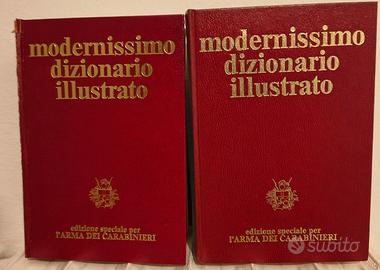 modernissimo
dizionario
illustrato
edizione speciale per
l'ARMA DEI CARABINIERI
modernissimo
dizionario
illustrato
edizione speciale per
l'ARMA DEI CARABINIERI
subito